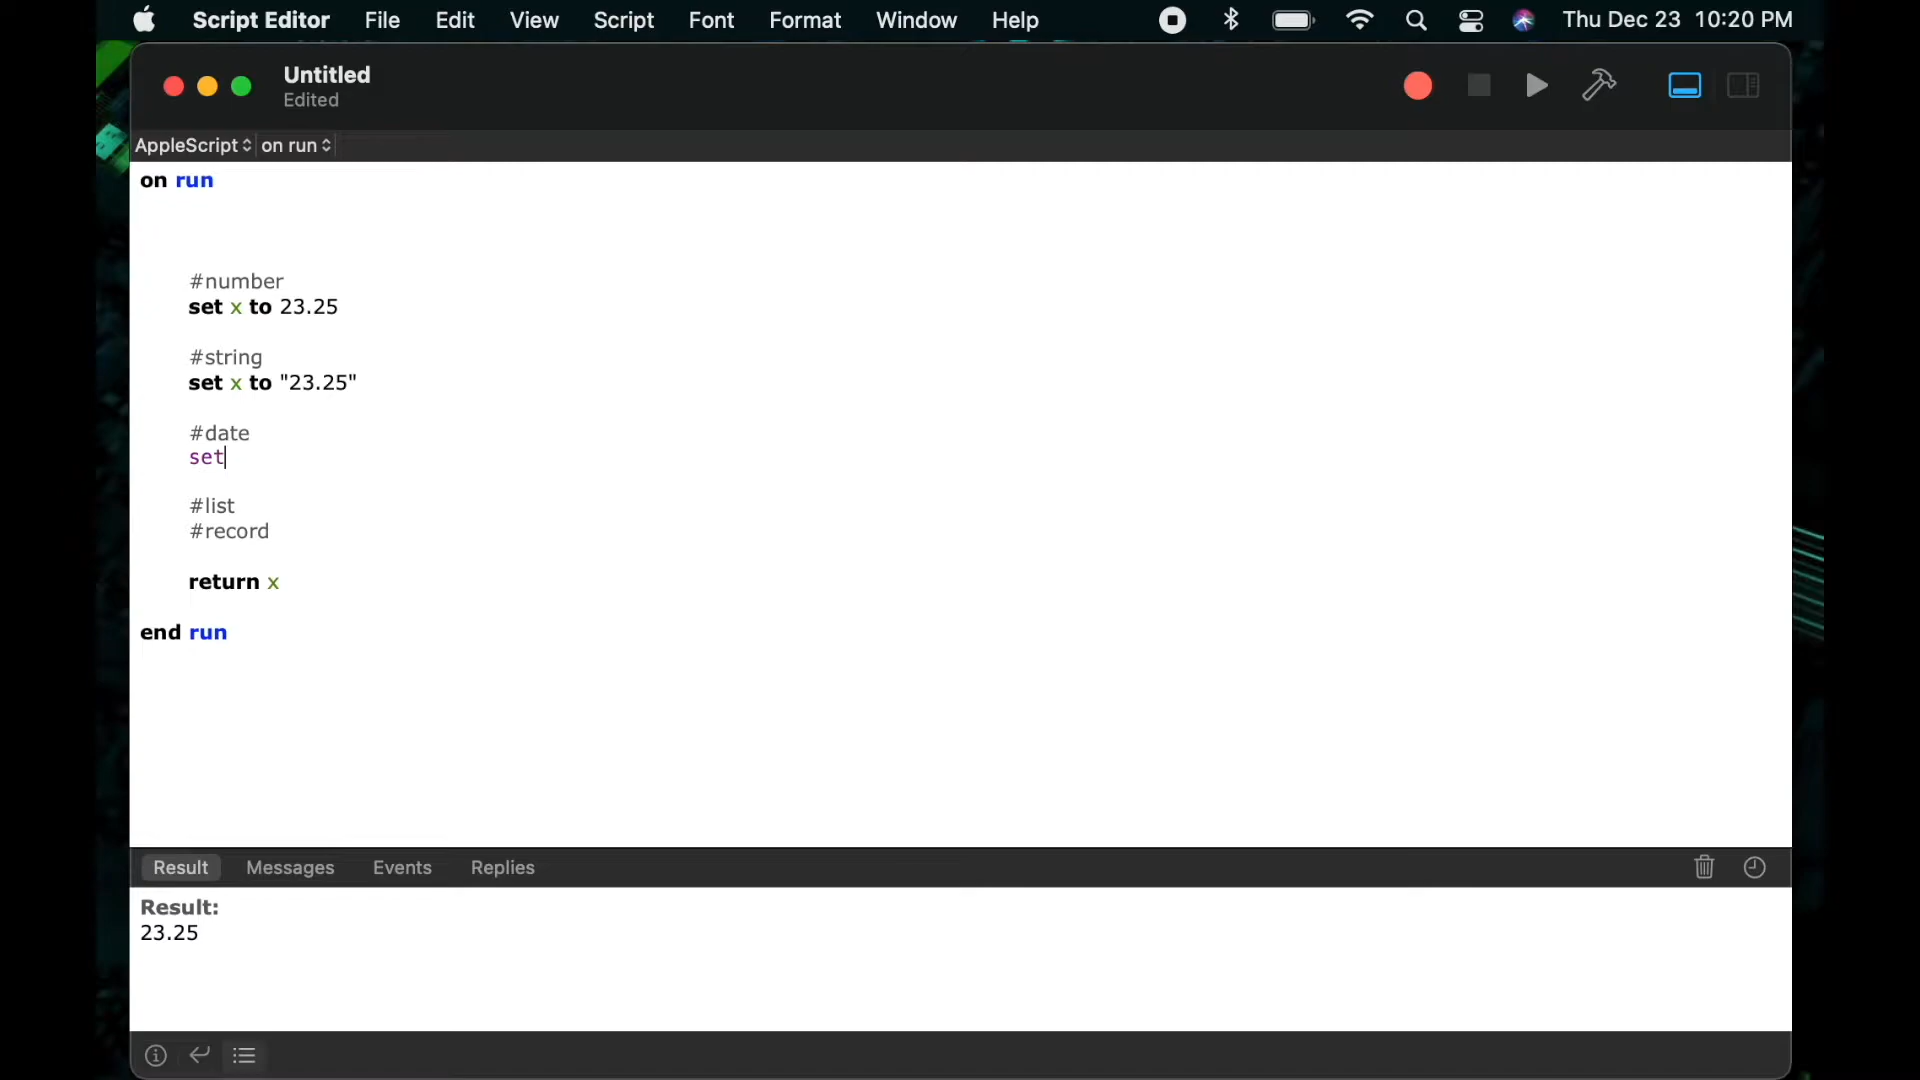 Script Editor File Edit View Script Font Format Window Help Thu Dec 23 10:20 PM
Untitled
Edited
AppleScript on run
on run
#number
set x to 23.25
#string
set x to "23.25"
#date
set
#list
#record
return x
end run
Result Messages Events Replies
Result:
23.25